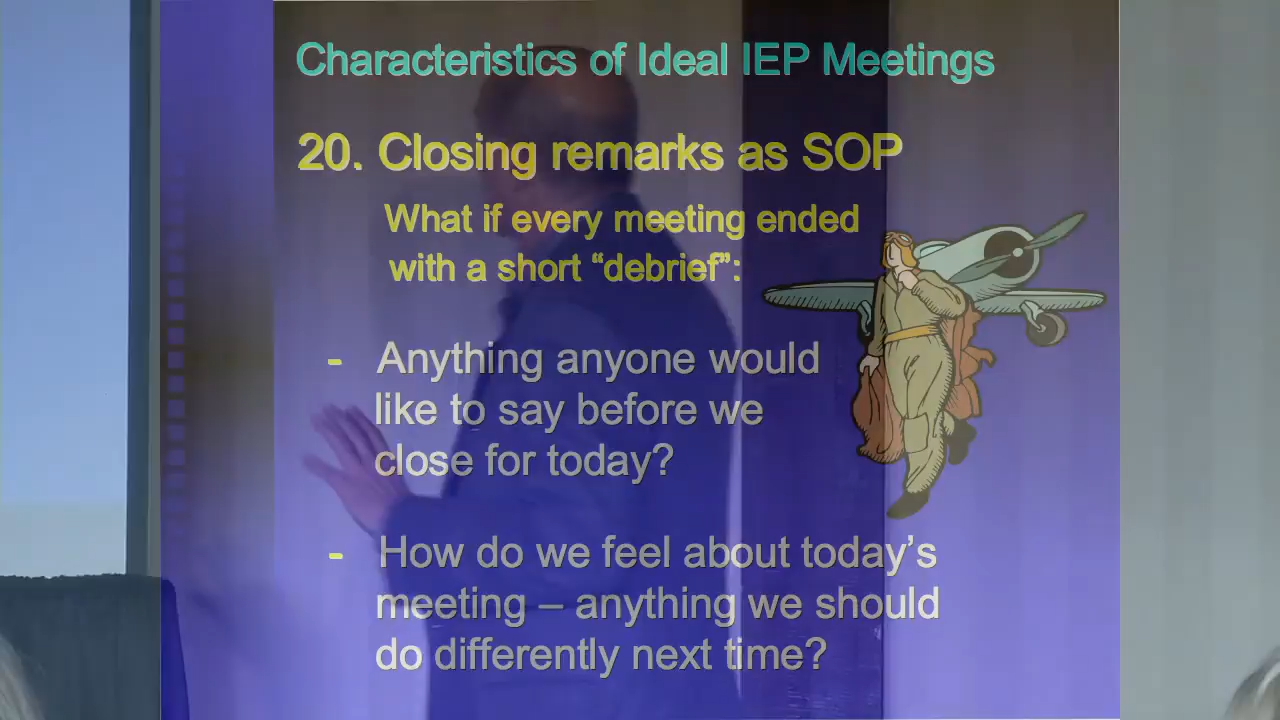 Characteristics of Ideal IEP Meetings
20. Closing remarks as SOP
What if every meeting ended
with a short “debrief”:
- Anything anyone would
like to say before we
close for today?
- How do we feel about today’s
meeting – anything we should
do differently next time?